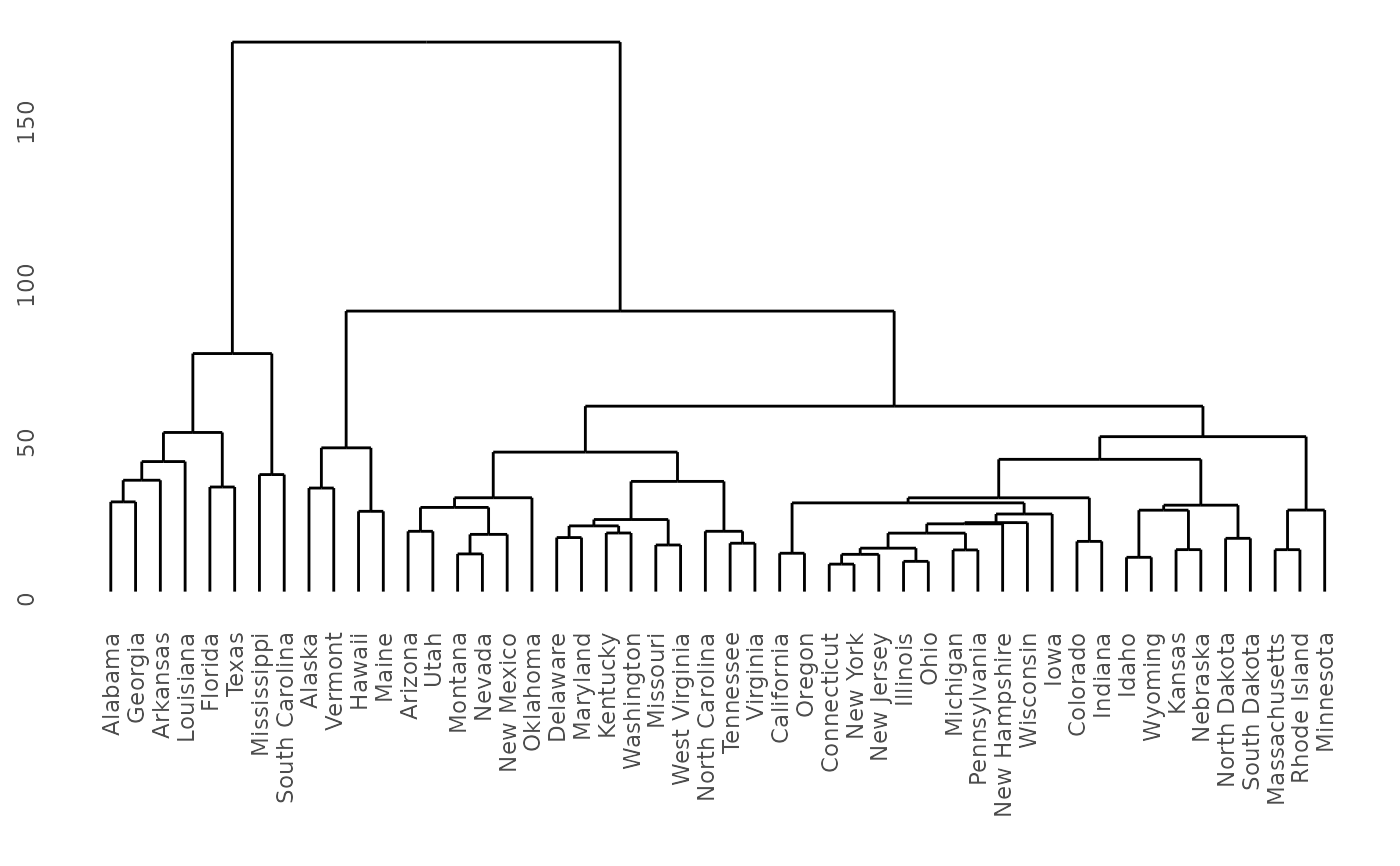 150
100
50
0
Alabama
Georgia
Arkansas
Louisiana
Florida
Texas
Mississippi
South Carolina
Alaska
Vermont
Hawaii
Maine
Arizona
Utah
Montana
Nevada
New Mexico
Oklahoma
Delaware
Maryland
Kentucky
Washington
Missouri
West Virginia
North Carolina
Tennessee
Virginia
California
Oregon
Connecticut
New York
New Jersey
Illinois
Ohio
Michigan
Pennsylvania
New Hampshire
Wisconsin
Iowa
Colorado
Indiana
Idaho
Wyoming
Kansas
Nebraska
North Dakota
South Dakota
Massachusetts
Rhode Island
Minnesota